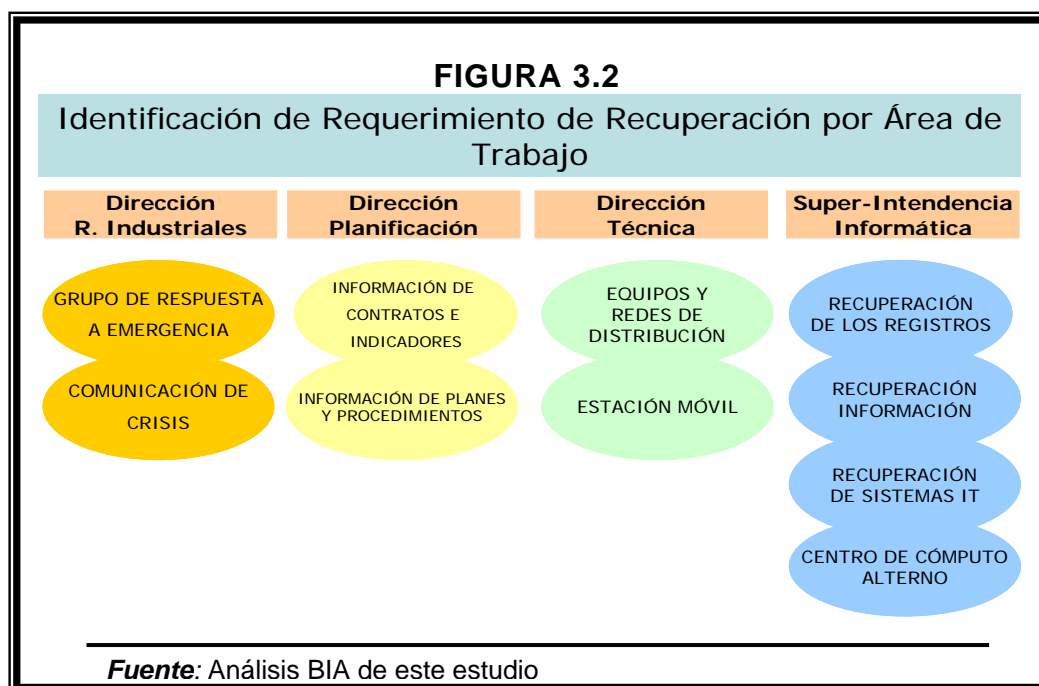 FIGURA 3.2
Identificación de Requerimiento de Recuperación por Área de
Trabajo
Dirección
R. Industriales
GRUPO DE RESPUESTA
A EMERGENCIA
COMUNICACIÓN DE
CRISIS
Dirección
Planificación
INFORMACIÓN DE
CONTRATOS E
INDICADORES
INFORMACIÓN DE PLANES
Y PROCEDIMIENTOS
Dirección
Técnica
EQUIPOS Y
REDES DE
DISTRIBUCIÓN
ESTACIÓN MÓVIL
Super-Intendencia
Informática
RECUPERACIÓN
DE LOS REGISTROS
RECUPERACIÓN
INFORMACIÓN
RECUPERACIÓN
DE SISTEMAS IT
CENTRO DE CÓMPUTO
ALTERNO
Fuente: Análisis BIA de este estudio